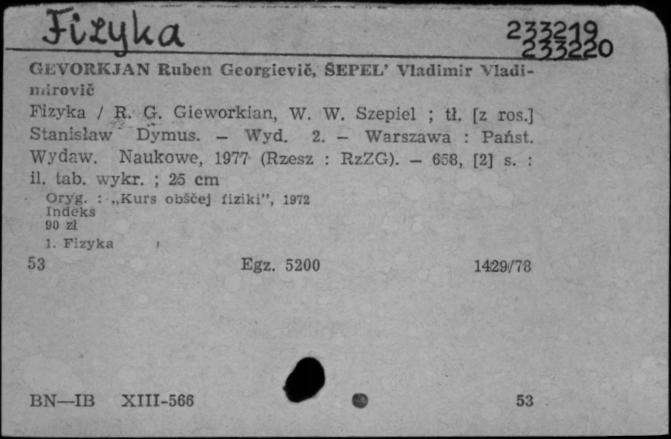 Fizyka 233219
233220
GEVORKJAN Ruben Georgievič, ŠEPEL' Vladimir Vladi-
mirovič
Fizyka / R. G. Gieworkian, W. W. Szepiel ; tł. [z ros.]
Stanisław Dymus. — Wyd. 2. — Warszawa : Państ.
Wydaw. Naukowe, 1977 (Rzesz : RzZG). — 658, [2] s. :
il. tab. wykr. ; 25 cm
Oryg. : „Kurs obščej fiziki", 1972
Indeks
90 zł
1. Fizyka
53 Egz. 5200 1429/78
BN—IB XIII-566 53